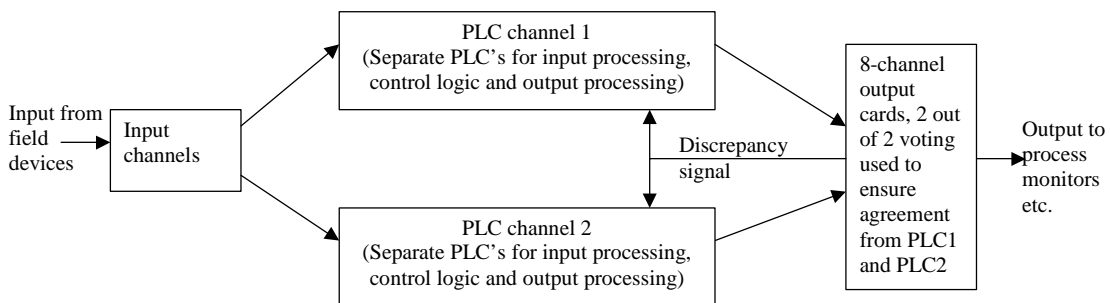 Input from
field
devices
Input
channels
PLC channel 1
(Separate PLC's for input processing,
control logic and output processing)
Discrepancy
signal
PLC channel 2
(Separate PLC's for input processing,
control logic and output processing)
8-channel
output
cards, 2 out
of 2 voting
used to
ensure
agreement
from PLC1
and PLC2
Output to
process
monitors
etc.